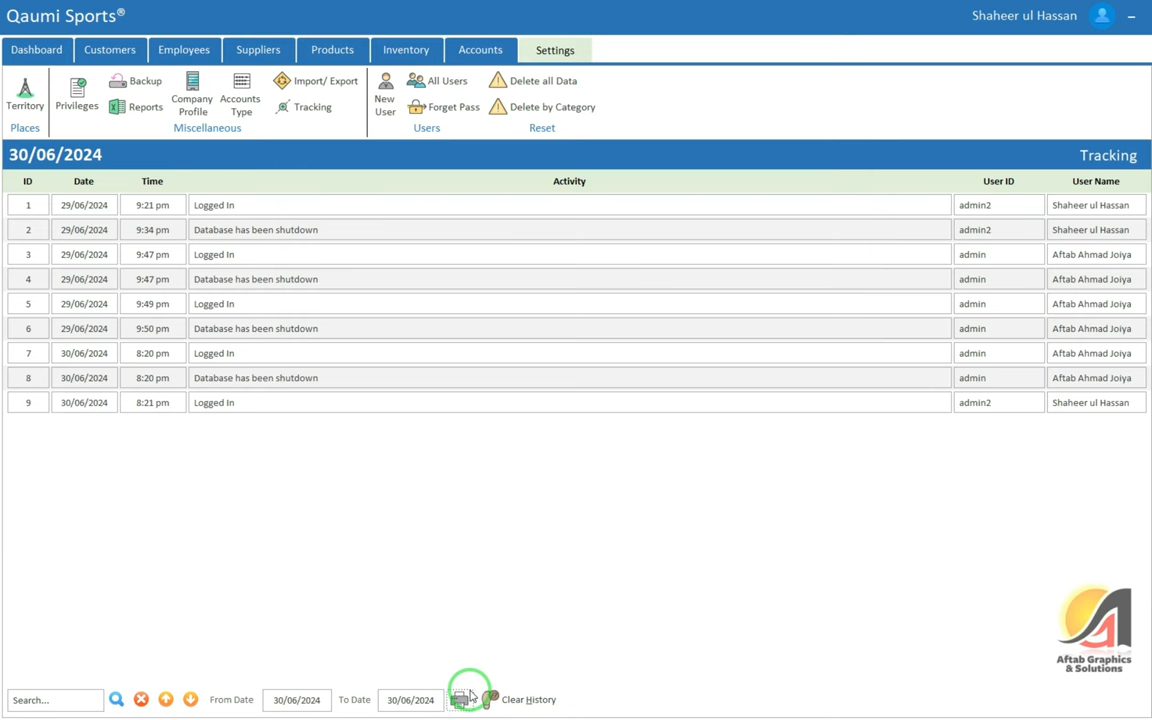 Qaumi Sports®
Shaheer ul Hassan
Dashboard Customers Employees Suppliers Products Inventory Accounts Settings
Territory
Privileges
Backup
Reports
Company Profile
Accounts Type
Import/ Export
Tracking
New User
All Users
Forget Pass
Delete all Data
Delete by Category
Places Miscellaneous Users Reset
30/06/2024 Tracking
ID Date Time Activity User ID User Name
1 29/06/2024 9:21 pm Logged In admin2 Shaheer ul Hassan
2 29/06/2024 9:34 pm Database has been shutdown admin2 Shaheer ul Hassan
3 29/06/2024 9:47 pm Logged In admin Aftab Ahmad Joiya
4 29/06/2024 9:47 pm Database has been shutdown admin Aftab Ahmad Joiya
5 29/06/2024 9:49 pm Logged In admin Aftab Ahmad Joiya
6 29/06/2024 9:50 pm Database has been shutdown admin Aftab Ahmad Joiya
7 30/06/2024 8:20 pm Logged In admin Aftab Ahmad Joiya
8 30/06/2024 8:20 pm Database has been shutdown admin Aftab Ahmad Joiya
9 30/06/2024 8:21 pm Logged In admin2 Shaheer ul Hassan
Aftab Graphics
& Solutions
Search... From Date 30/06/2024 To Date 30/06/2024 Clear History